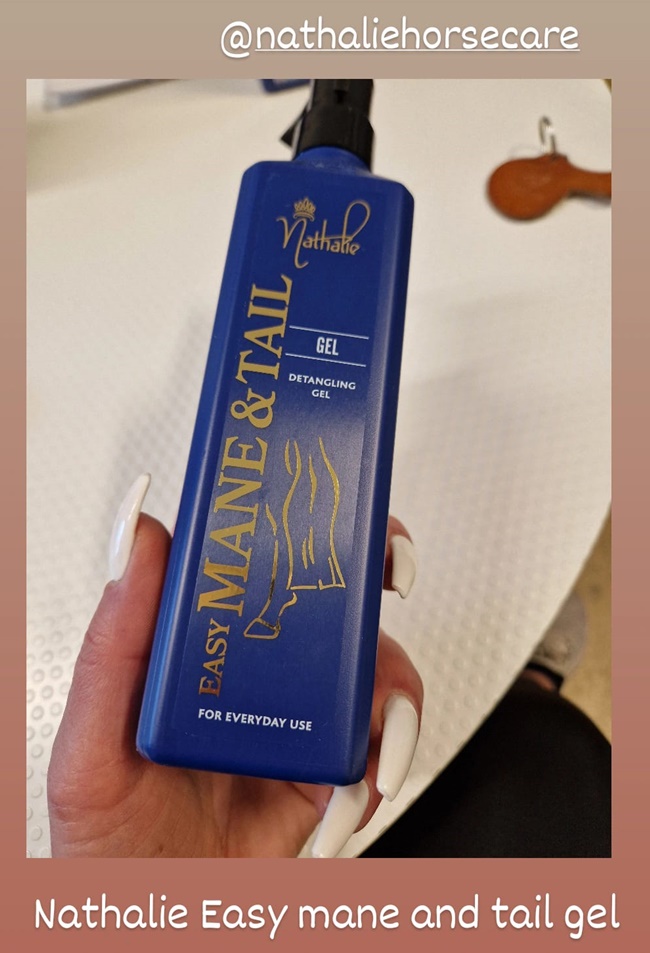 @nathaliehorsecare
Nathalie
EASY MANE & TAIL
GEL
DETANGLING
GEL
FOR EVERYDAY USE
Nathalie Easy mane and tail gel